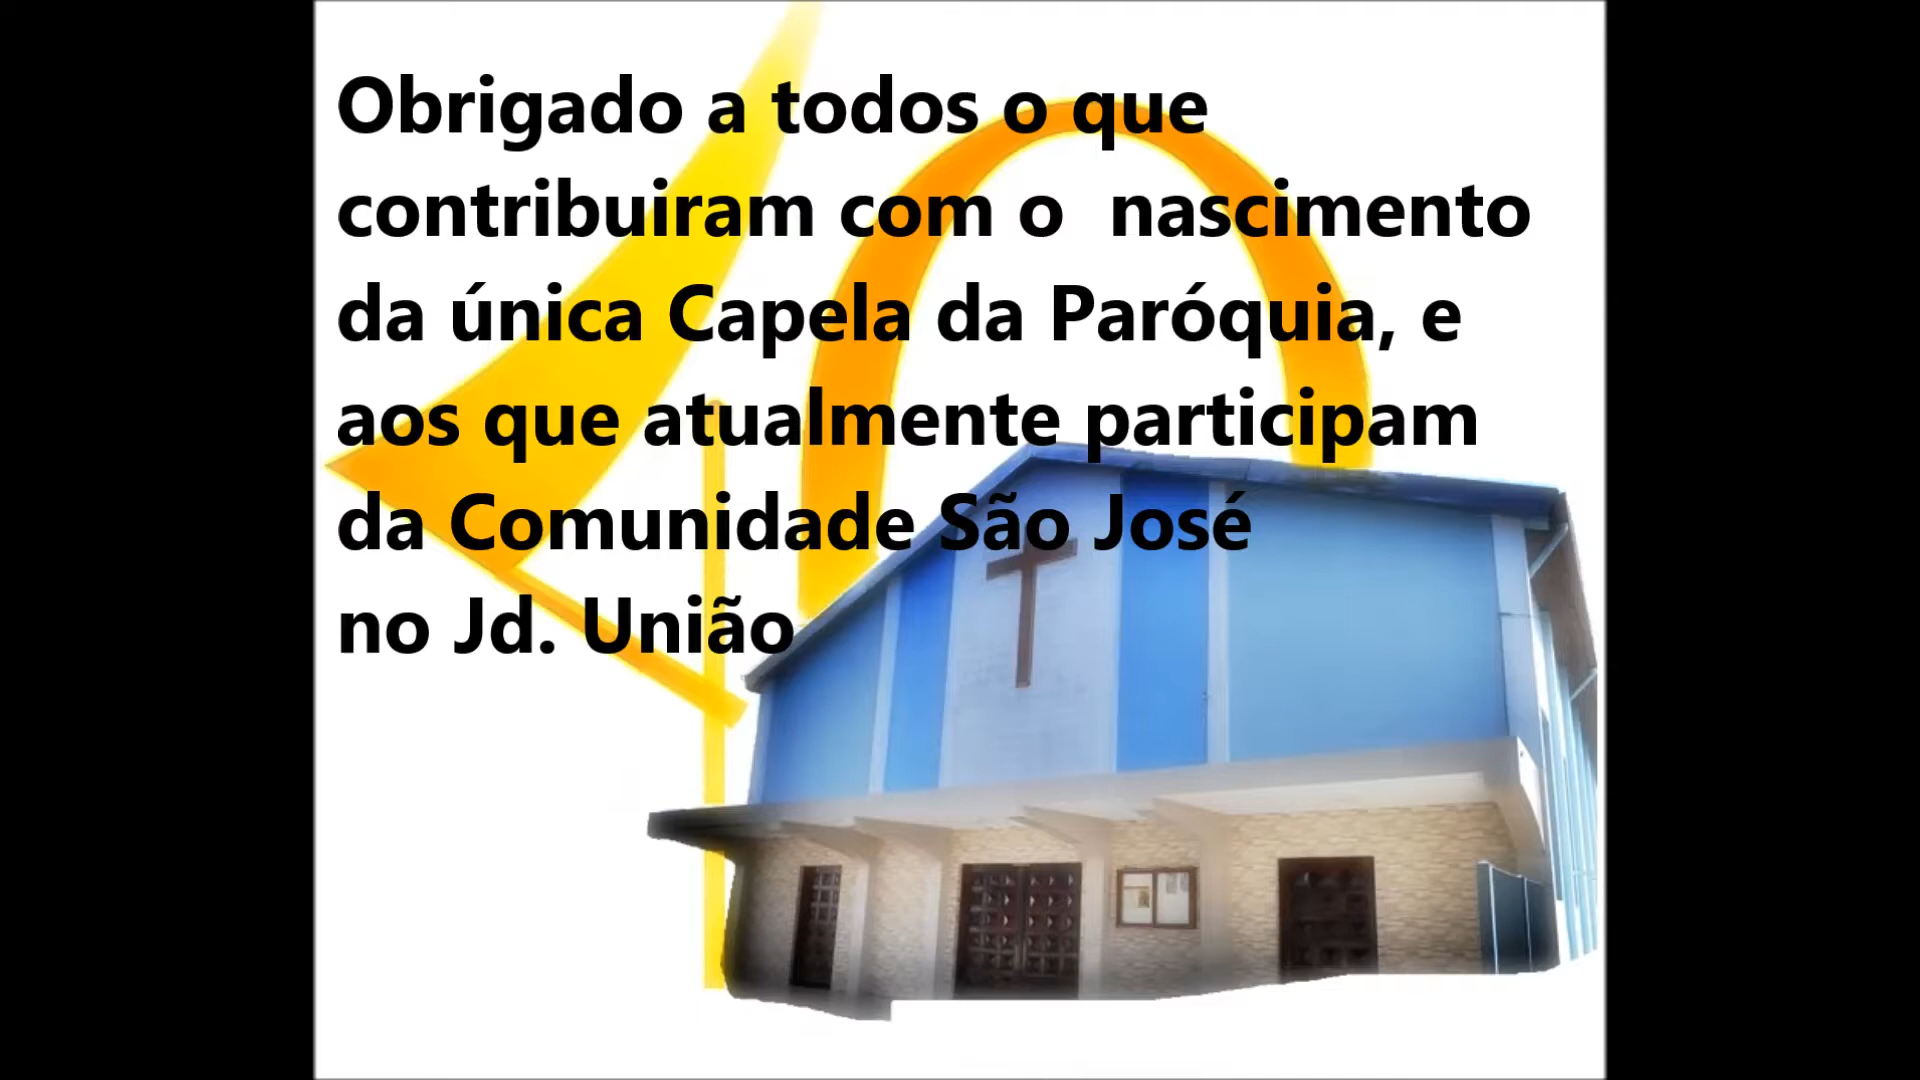 Obrigado a todos o que
contribuiram com o  nascimento
da única Capela da Paróquia, e
aos que atualmente participam
da Comunidade São José
no Jd. União